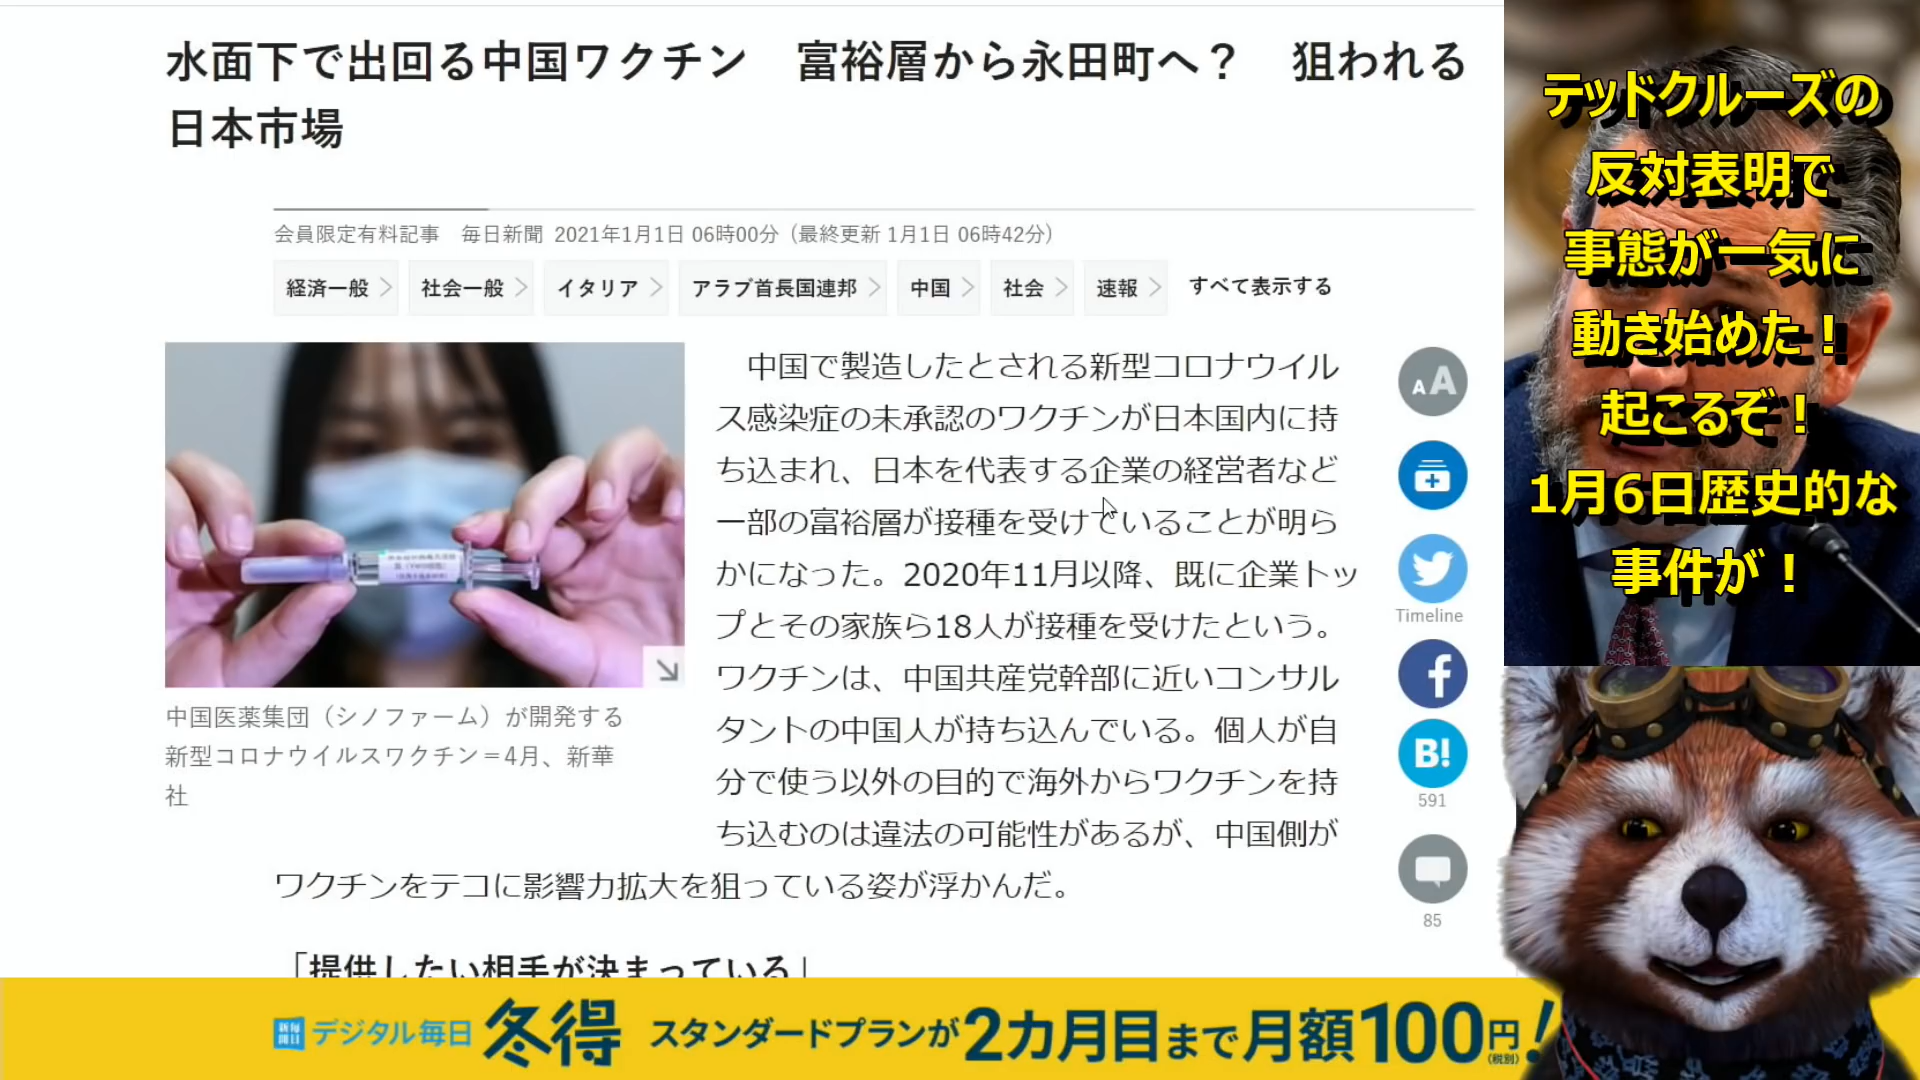 水面下で出回る中国ワクチン　富裕層から永田町へ？　狙われる
日本市場
会員限定有料記事　毎日新聞 2021年1月1日 06時00分（最終更新 1月1日 06時42分）
経済一般 社会一般 イタリア アラブ首長国連邦 中国 社会 速報 すべて表示する
中国で製造したとされる新型コロナウイル
ス感染症の未承認のワクチンが日本国内に持
ち込まれ、日本を代表する企業の経営者など
一部の富裕層が接種を受けていることが明ら
かになった。2020年11月以降、既に企業トッ
プとその家族ら18人が接種を受けたという。
ワクチンは、中国共産党幹部に近いコンサル
タントの中国人が持ち込んでいる。個人が自
分で使う以外の目的で海外からワクチンを持
ち込むのは違法の可能性があるが、中国側が
ワクチンをテコに影響力拡大を狙っている姿が浮かんだ。
中国医薬集団（シノファーム）が開発する
新型コロナウイルスワクチン＝4月、新華
社
「提供したい相手が決まっている」
A A
Timeline
f
B!
591
85
テッドクルーズの
反対表明で
事態が一気に
動き始めた！
起こるぞ！
1月6日歴史的な
事件が！
毎日新聞 デジタル毎日 冬得 スタンダードプランが2カ月目まで月額100円(税別)！